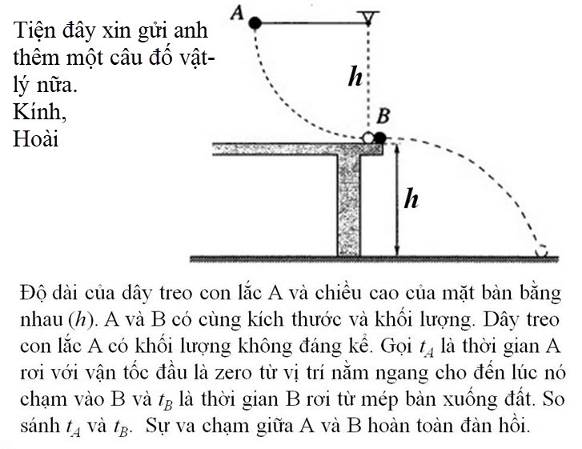 Tiện đây xin gửi anh
thêm một câu đố vật-
lý nữa.
Kính,
Hoài
A
h
B
h
Độ dài của dây treo con lắc A và chiều cao của mặt bàn bằng
nhau (h). A và B có cùng kích thước và khối lượng. Dây treo
con lắc A có khối lượng không đáng kể. Gọi tA là thời gian A
rơi với vận tốc đầu là zero từ vị trí nằm ngang cho đến lúc nó
chạm vào B và tB là thời gian B rơi từ mép bàn xuống đất. So
sánh tA và tB. Sự va chạm giữa A và B hoàn toàn đàn hồi.